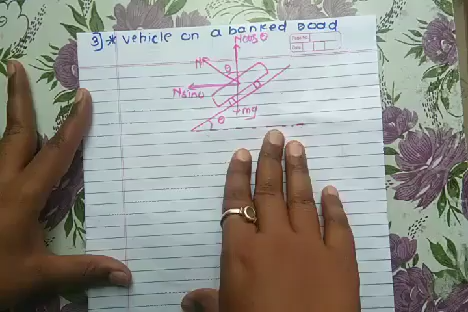 3) * Vehicle on a banked Road
Ncosθ
N
θ
Nsinθ
mg
θ